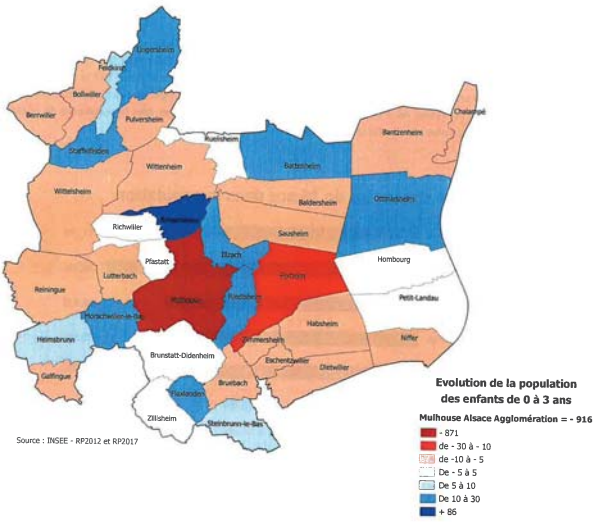 Ungersheim
Feldkirch
Bollwiller
Berrwiller
Pulversheim
Staffelfelden
Ruelisheim
Battenheim
Bantzenheim
Chalampé
Wittenheim
Wittelsheim
Baldersheim
Ottmarsheim
Kingersheim
Richwiller
Sausheim
Illzach
Pfastatt
Hombourg
Lutterbach
Reiningue
Mulhouse
Riedisheim
Rixheim
Petit-Landau
Morschwiller-le-Bas
Habsheim
Heimsbrunn
Zimmersheim
Niffer
Brunstatt-Didenheim
Eschentzwiller
Dietwiller
Galfingue
Bruebach
Flaxlanden
Zillisheim
Steinbrunn-le-Bas
Source : INSEE - RP2012 et RP2017
Evolution de la population
des enfants de 0 à 3 ans
Mulhouse Alsace Agglomération = - 916
- 871
de - 30 à - 10
de -10 à - 5
De - 5 à 5
De 5 à 10
De 10 à 30
+ 86